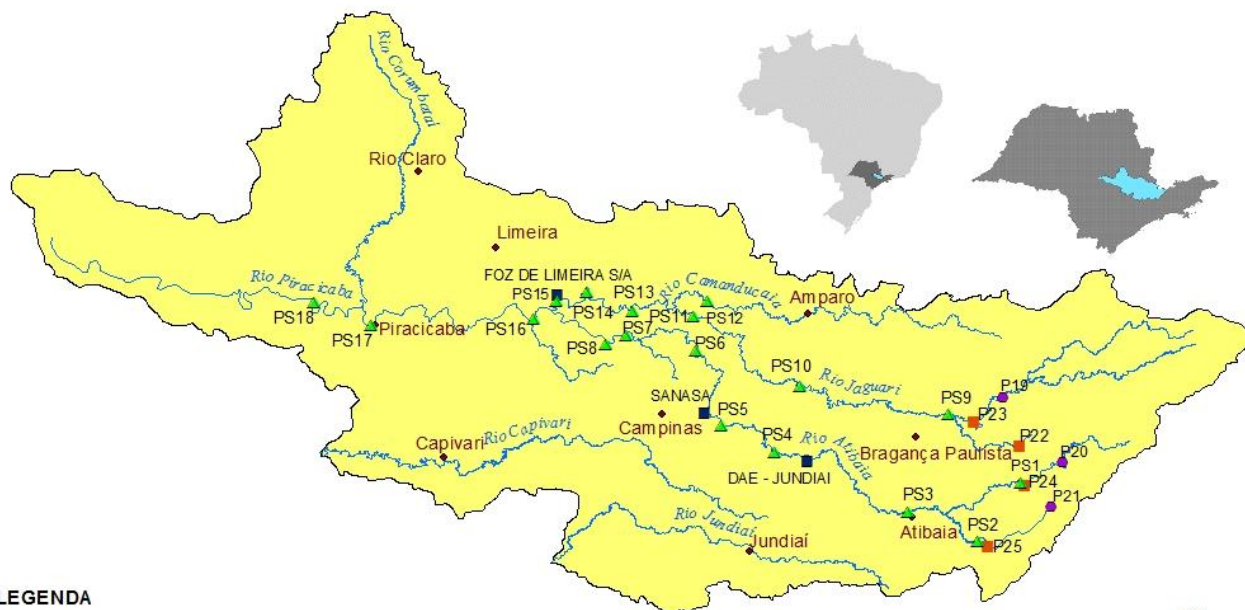 Rio Corumbataí
Rio Claro
Limeira
FOZ DE LIMEIRA S/A
Rio Camanducaia
Amparo
Rio Piracicaba
PS18
PS17
Piracicaba
PS15
PS16
PS14
PS13
PS11
PS12
PS7
PS8
PS6
PS10
Rio Jaguari
PS9
P19
P23
P22
SANASA
PS5
Campinas
PS4
Rio Atibaia
DAE - JUNDIAI
Bragança Paulista
P20
PS1
P24
P21
Capivari
Rio Capivari
PS3
Atibaia
PS2
P25
Rio Jundiaí
Jundiaí
LEGENDA